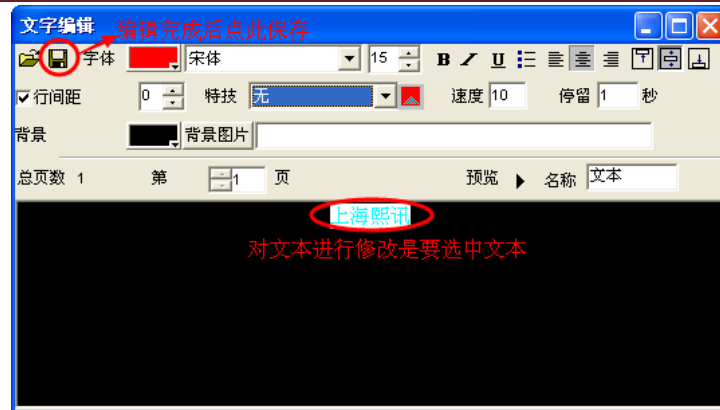 文字编辑 编辑完成后点此保存
字体 宋体 15 B I U
行间距 0 特技 无 速度 10 停留 1 秒
背景 背景图片
总页数 1 第 1 页 预览 名称 文本
上海熙讯
对文本进行修改是要选中文本